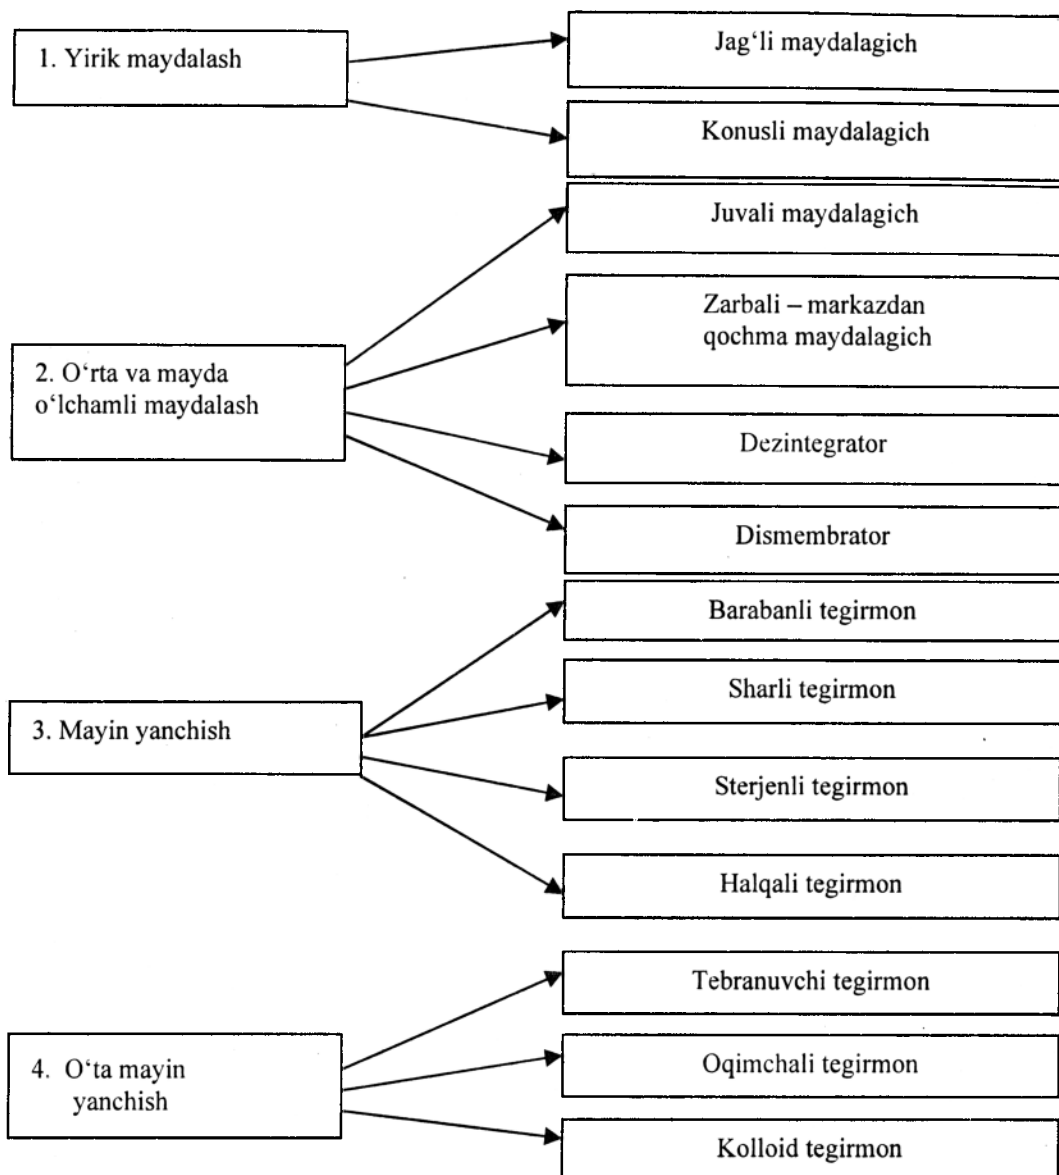 1. Yirik maydalash
Jag‘li maydalagich
Konusli maydalagich
2. O‘rta va mayda
o‘lchamli maydalash
Juvali maydalagich
Zarbali – markazdan
qochma maydalagich
Dezintegrator
Dismembrator
3. Mayin yanchish
Barabanli tegirmon
Sharli tegirmon
Sterjenli tegirmon
Halqali tegirmon
4. O‘ta mayin
yanchish
Tebranuvchi tegirmon
Oqimchali tegirmon
Kolloid tegirmon